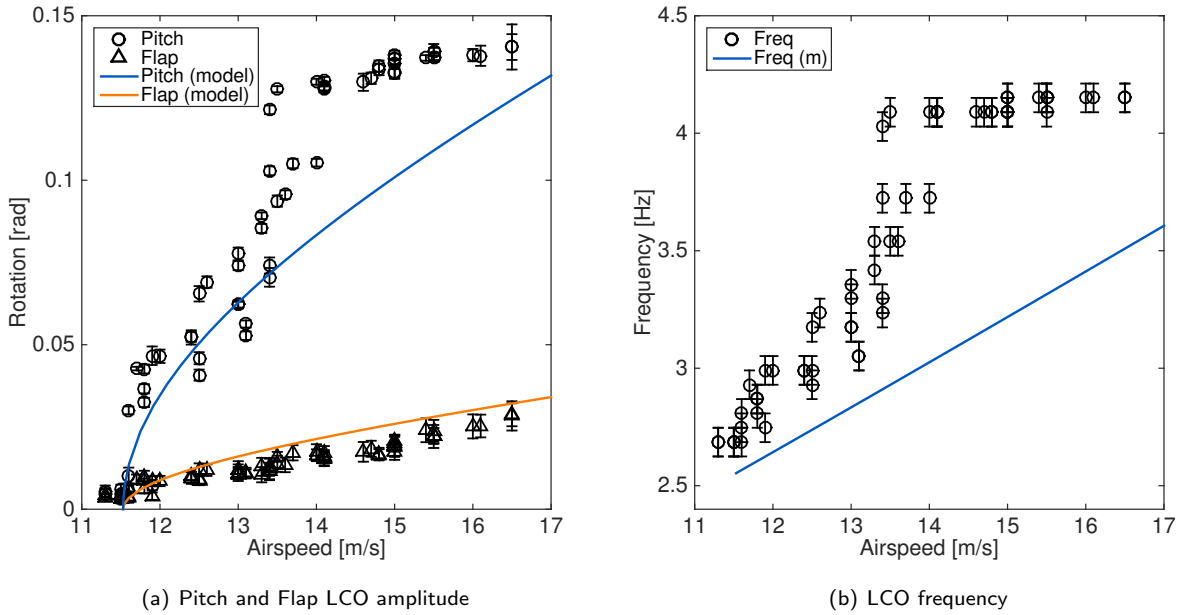 0.15
0.1
0.05
0
Rotation [rad]
Pitch
Flap
Pitch (model)
Flap (model)
11 12 13 14 15 16 17
Airspeed [m/s]
(a) Pitch and Flap LCO amplitude
4.5
4
3.5
3
2.5
Frequency [Hz]
Freq
Freq (m)
11 12 13 14 15 16 17
Airspeed [m/s]
(b) LCO frequency